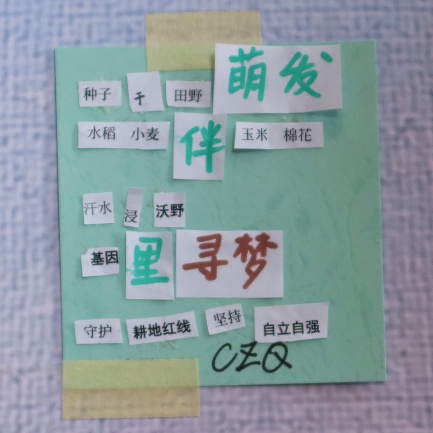 种子 于 田野 萌发
水稻 小麦 伴 玉米 棉花
汗水 浸 沃野
基因 里 寻梦
守护 耕地红线 坚持 自立自强
CZQ